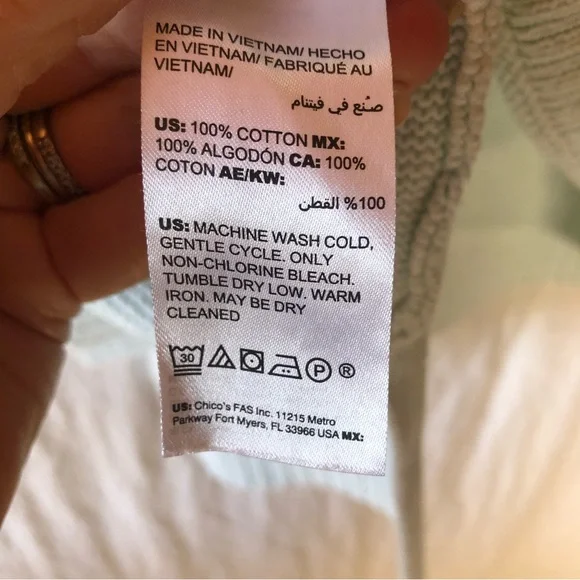 MADE IN VIETNAM/ HECHO
EN VIETNAM/ FABRIQUÉ AU
VIETNAM/
صُنع في فيتنام
US: 100% COTTON MX:
100% ALGODÓN CA: 100%
COTON AE/KW:
100% القطن
US: MACHINE WASH COLD,
GENTLE CYCLE. ONLY
NON-CHLORINE BLEACH.
TUMBLE DRY LOW. WARM
IRON. MAY BE DRY
CLEANED
30 P ®
US: Chico's FAS Inc. 11215 Metro
Parkway Fort Myers, FL 33966 USA MX: